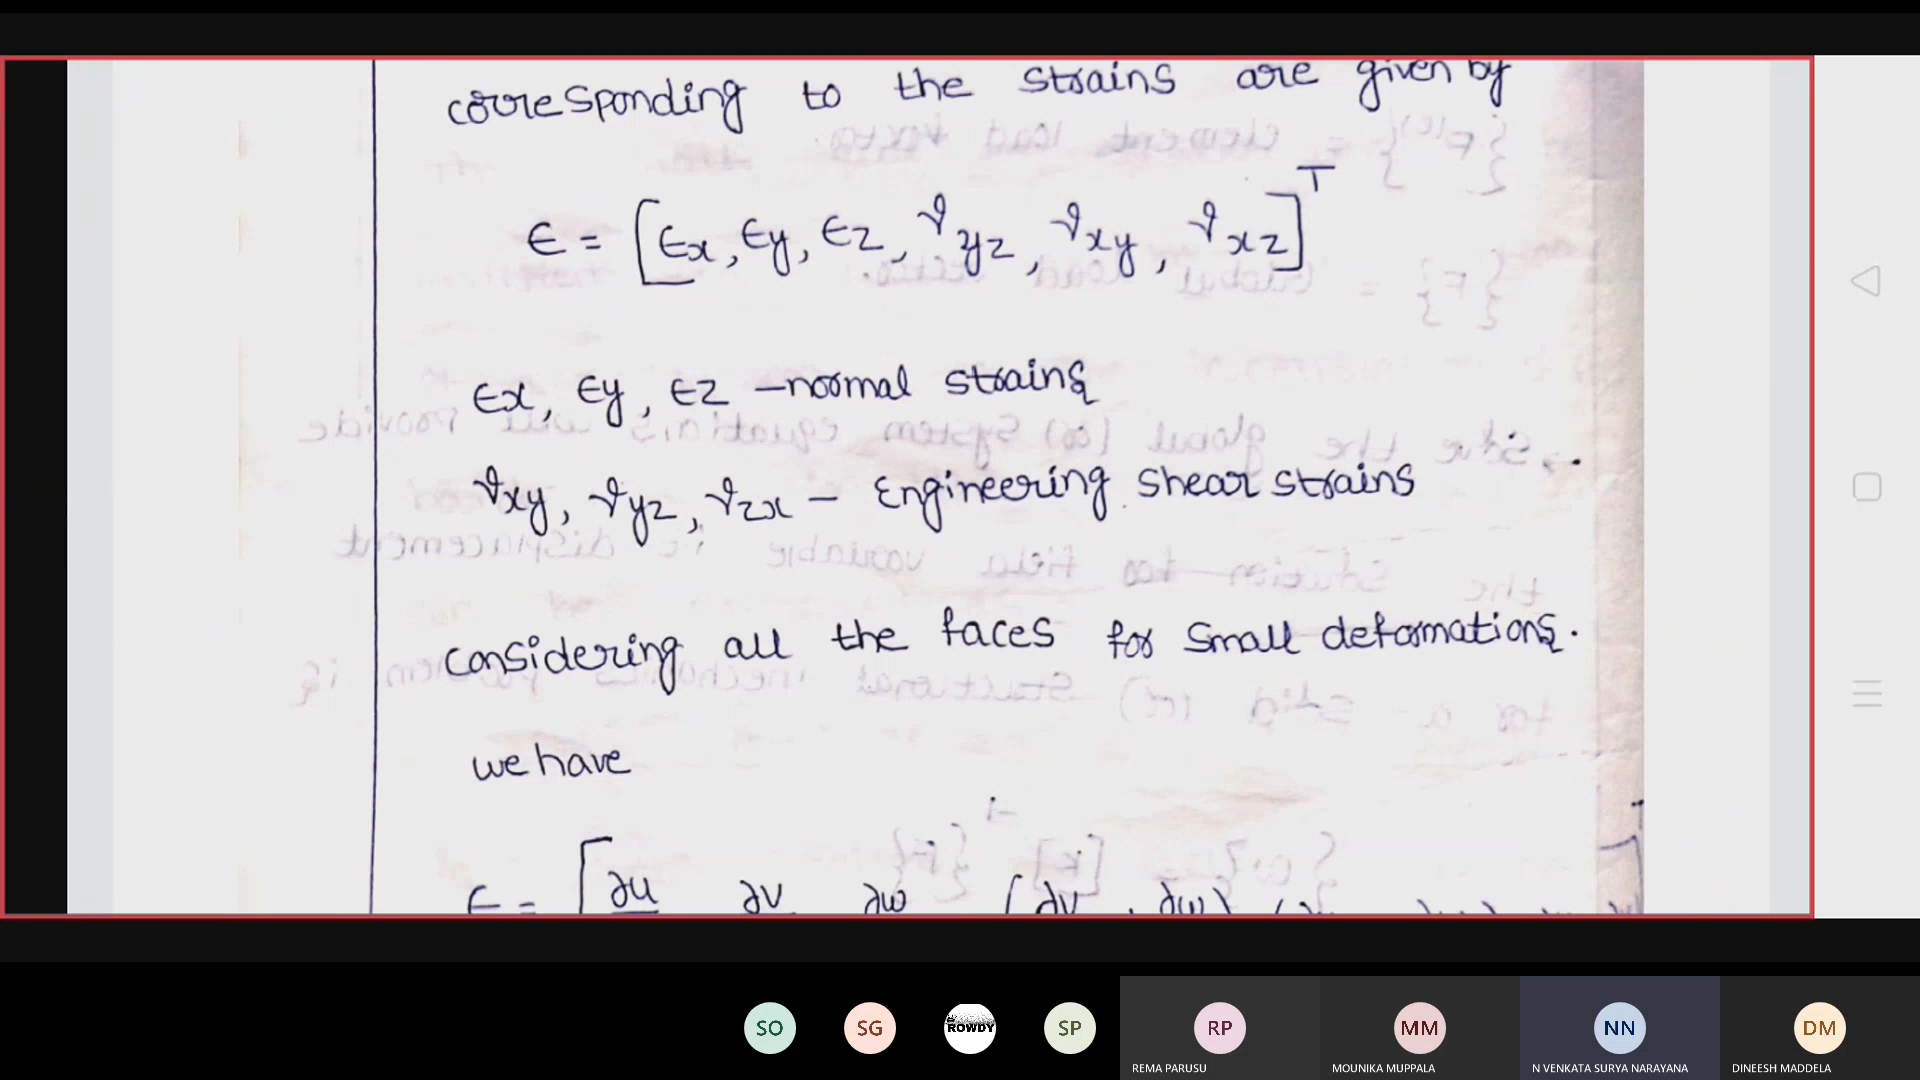 corresponding to the strains are given by
ϵ = [ϵx, ϵy, ϵz, γyz, γxy, γxz]ᵀ
ϵx, ϵy, ϵz – normal strains
γxy, γyz, γzx – Engineering shear strains
considering all the faces for small deformations.
we have
ϵ = [∂u ∂v ∂w (∂v ∂w)
SO SG ROWDY SP RP MM NN DM
REMA PARUSU MOUNIKA MUPPALA N VENKATA SURYA NARAYANA DINEESH MADDELA